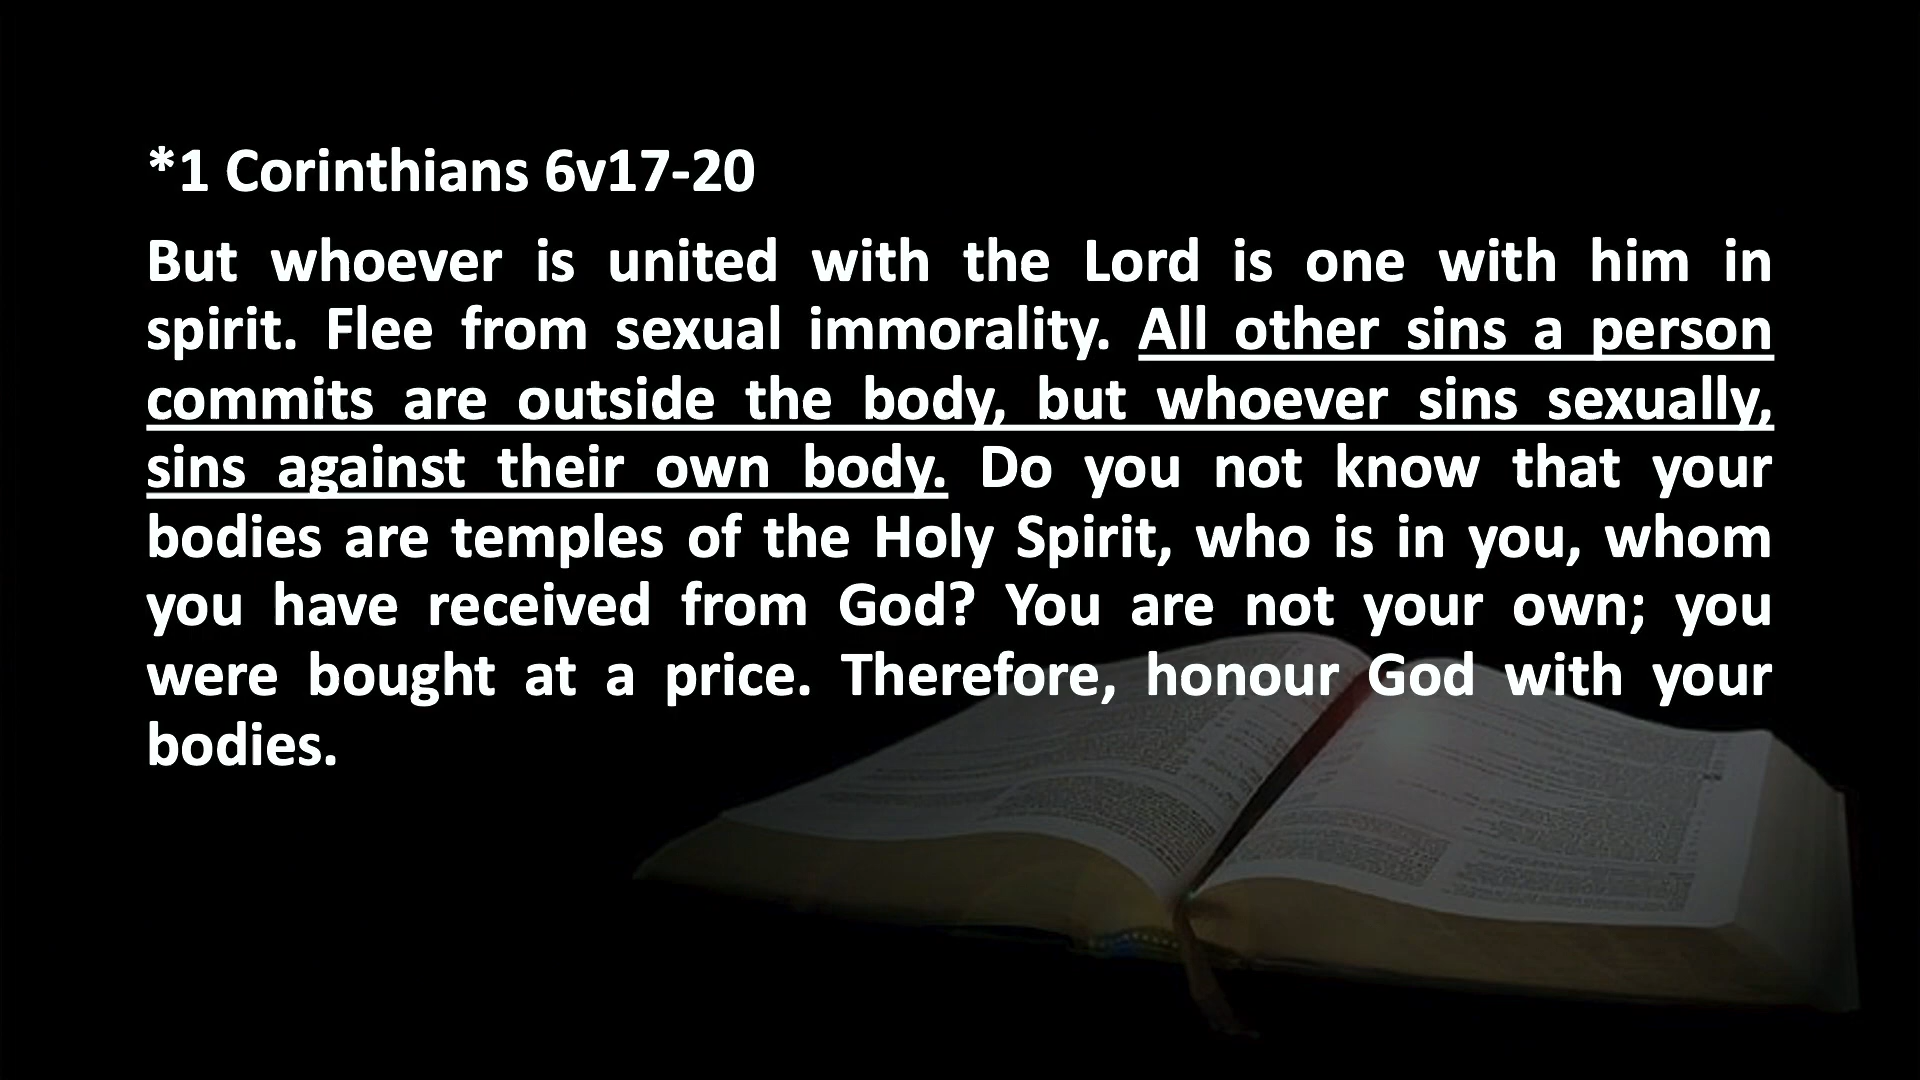 *1 Corinthians 6v17-20
But whoever is united with the Lord is one with him in
spirit. Flee from sexual immorality. All other sins a person
commits are outside the body, but whoever sins sexually,
sins against their own body. Do you not know that your
bodies are temples of the Holy Spirit, who is in you, whom
you have received from God? You are not your own; you
were bought at a price. Therefore, honour God with your
bodies.